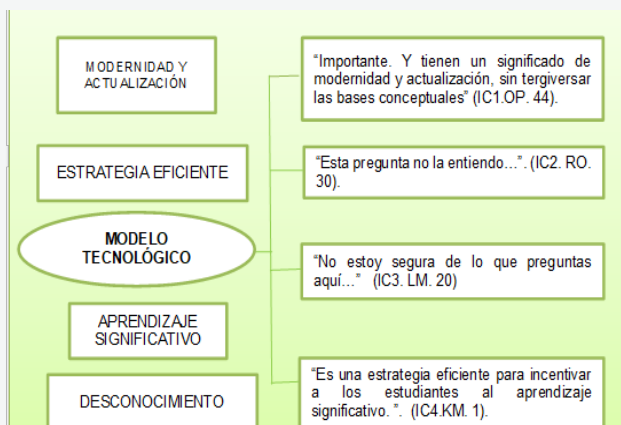 MODERNIDAD Y
ACTUALIZACIÓN
“Importante. Y tienen un significado de
modernidad y actualización, sin tergiversar
las bases conceptuales” (IC1.OP. 44).
ESTRATEGIA EFICIENTE
“Esta pregunta no la entiendo…”. (IC2. RO.
30).
MODELO
TECNOLÓGICO
“No estoy segura de lo que preguntas
aquí…” (IC3. LM. 20)
APRENDIZAJE
SIGNIFICATIVO
“Es una estrategia eficiente para incentivar
a los estudiantes al aprendizaje
significativo. ”. (IC4.KM. 1).
DESCONOCIMIENTO